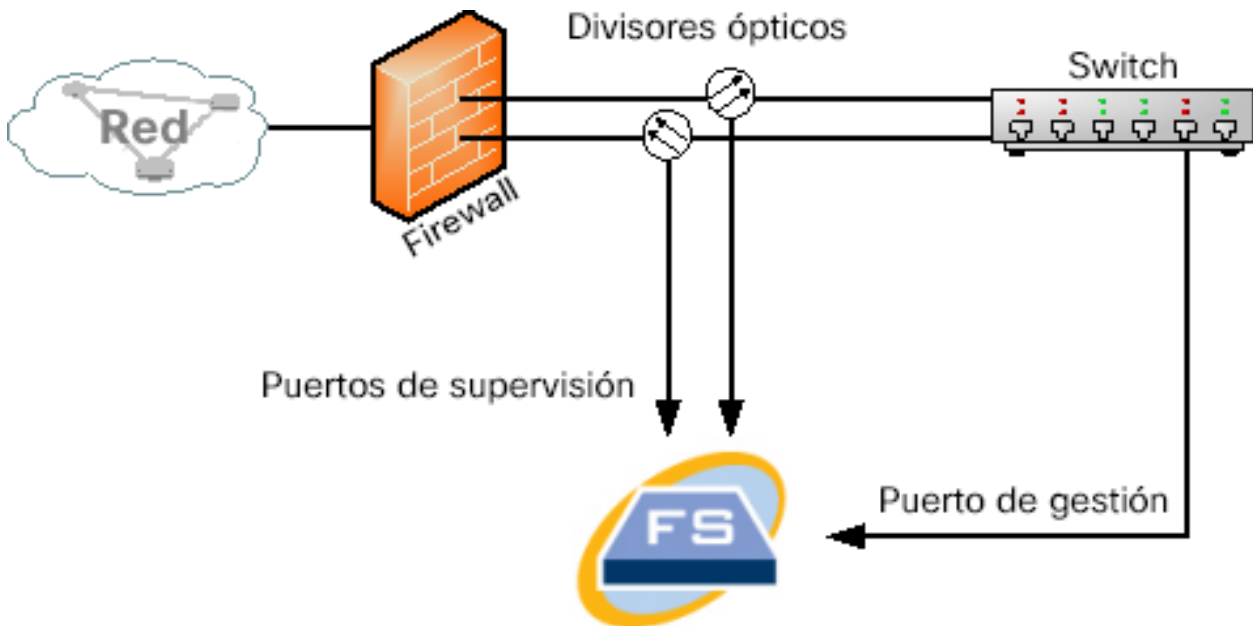 Divisores ópticos
Switch
Red
Firewall
Puertos de supervisión
Puerto de gestión
FS